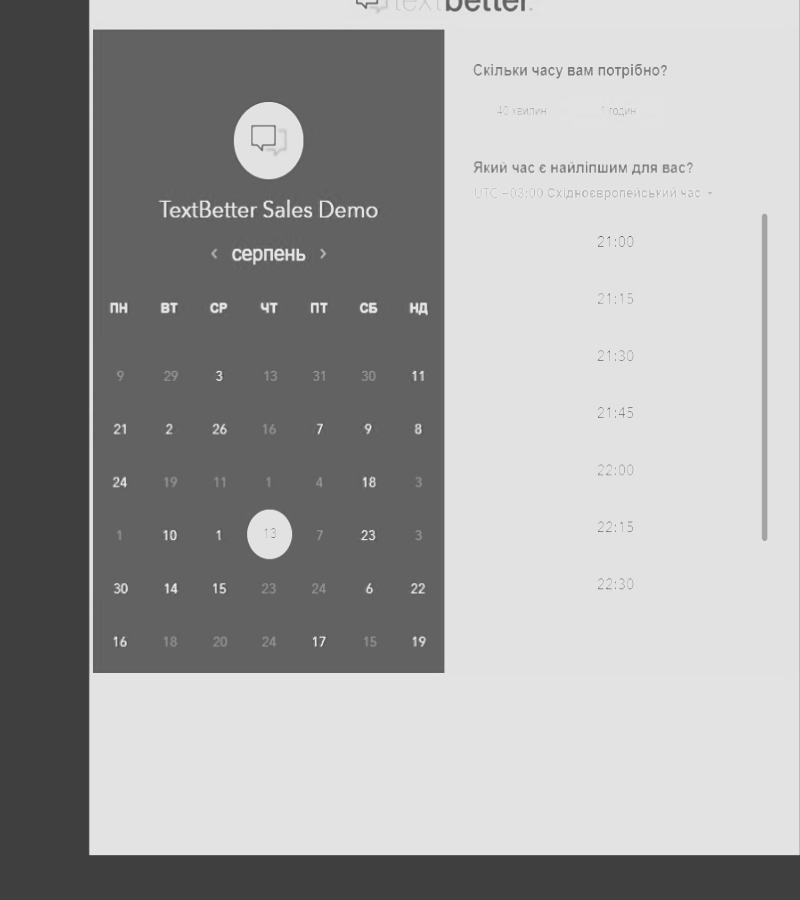 textbetter.
TextBetter Sales Demo
‹ серпень ›
ПН ВТ СР ЧТ ПТ СБ НД
9 29 3 13 31 30 11
21 2 26 16 7 9 8
24 19 11 1 4 18 3
1 10 1 13 7 23 3
30 14 15 23 24 6 22
16 18 20 24 17 15 19
Скільки часу вам потрібно?
40 хвилин 1 годин
Який час є найліпшим для вас?
UTC +03:00 Східноєвропейський час
21:00
21:15
21:30
21:45
22:00
22:15
22:30